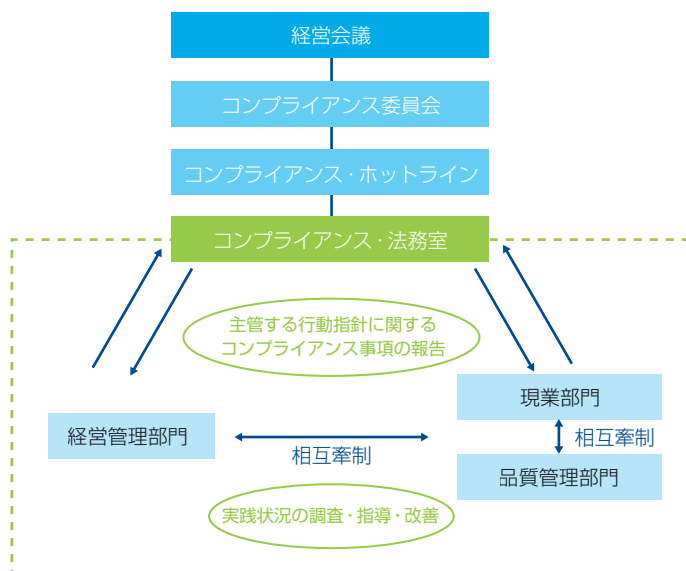 経営会議
コンプライアンス委員会
コンプライアンス・ホットライン
コンプライアンス・法務室
主管する行動指針に関する
コンプライアンス事項の報告
現業部門
経営管理部門
相互牽制
相互牽制
品質管理部門
実践状況の調査・指導・改善